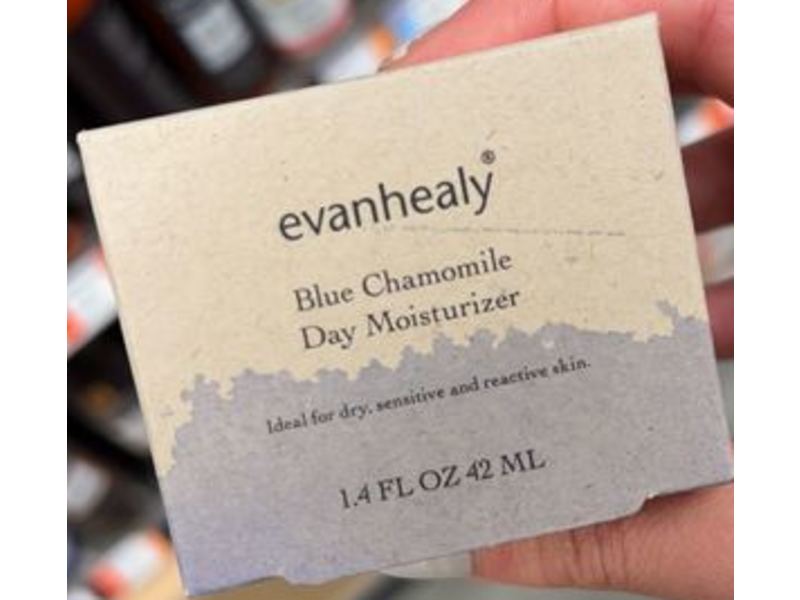 evanhealy®
Blue Chamomile
Day Moisturizer
Ideal for dry, sensitive and reactive skin.
1.4 FL OZ 42 ML